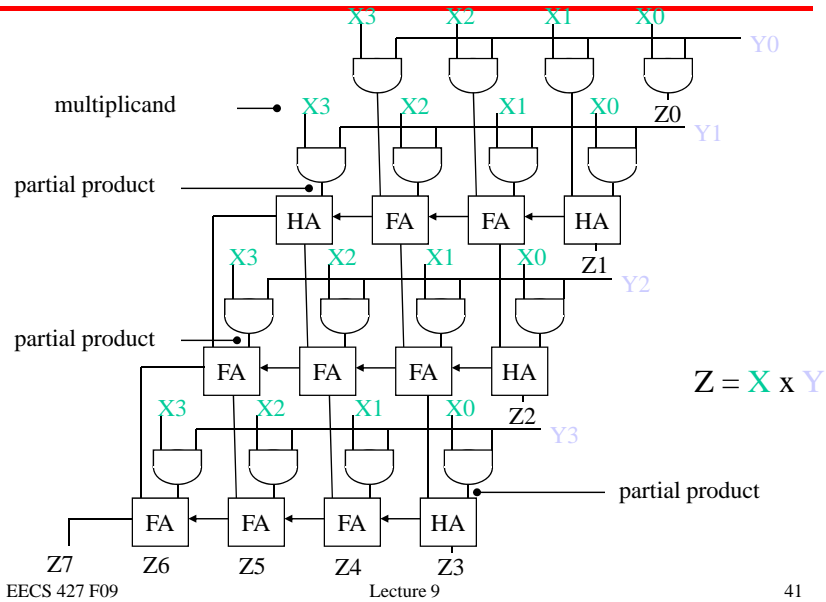 X3 X2 X1 X0
Y0
multiplicand X3 X2 X1 X0 Z0
Y1
partial product
HA FA FA HA
X3 X2 X1 X0 Z1
Y2
partial product
FA FA FA HA
Z = X x Y
X3 X2 X1 X0 Z2
Y3
partial product
FA FA FA HA
Z7 Z6 Z5 Z4 Z3
EECS 427 F09 Lecture 9 41